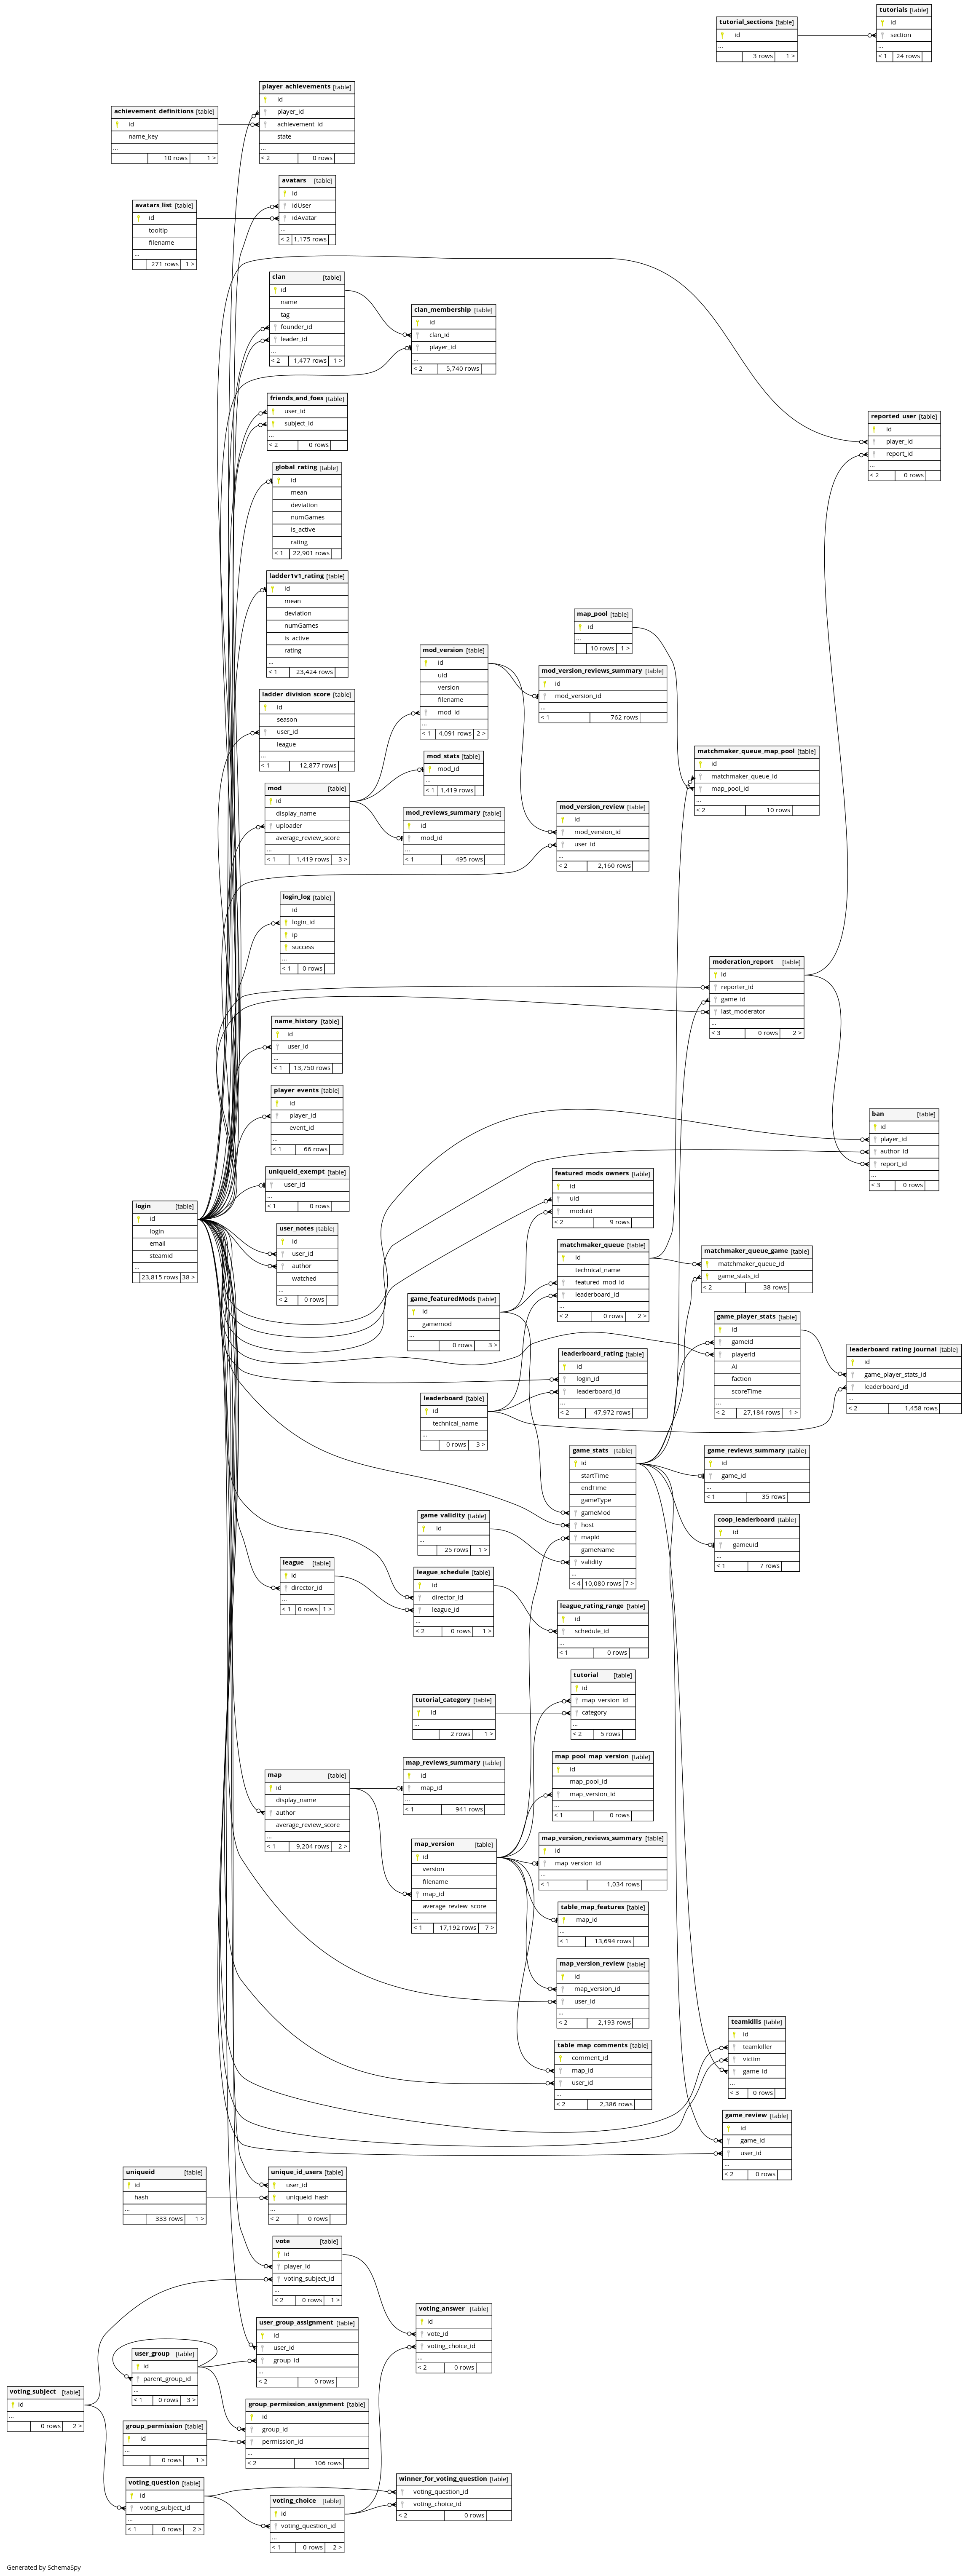 tutorials [table]
id
section
...
< 1 24 rows
tutorial_sections [table]
id
...
3 rows 1 >
player_achievements [table]
id
player_id
achievement_id
state
...
< 2 0 rows
achievement_definitions [table]
id
name_key
...
10 rows 1 >
avatars [table]
id
idUser
idAvatar
...
< 2 1,175 rows
avatars_list [table]
id
tooltip
filename
...
271 rows 1 >
clan [table]
id
name
tag
founder_id
leader_id
...
< 2 1,477 rows 1 >
clan_membership [table]
id
clan_id
player_id
...
< 2 5,740 rows
friends_and_foes [table]
user_id
subject_id
...
< 2 0 rows
reported_user [table]
id
player_id
report_id
...
< 2 0 rows
global_rating [table]
id
mean
deviation
numGames
is_active
rating
< 1 22,901 rows
ladder1v1_rating [table]
id
mean
deviation
numGames
is_active
rating
...
< 1 23,424 rows
map_pool [table]
id
...
10 rows 1 >
mod_version [table]
id
uid
version
filename
mod_id
...
< 1 4,091 rows 2 >
mod_version_reviews_summary [table]
id
mod_version_id
...
< 1 762 rows
ladder_division_score [table]
id
season
user_id
league
...
< 1 12,877 rows
matchmaker_queue_map_pool [table]
id
matchmaker_queue_id
map_pool_id
...
< 2 10 rows
mod_stats [table]
mod_id
...
< 1 1,419 rows
mod [table]
id
display_name
uploader
average_review_score
...
< 1 1,419 rows 3 >
mod_reviews_summary [table]
id
mod_id
...
< 1 495 rows
mod_version_review [table]
id
mod_version_id
user_id
...
< 2 2,160 rows
login_log [table]
id
login_id
ip
success
...
< 1 0 rows
moderation_report [table]
id
reporter_id
game_id
last_moderator
...
< 3 0 rows 2 >
name_history [table]
id
user_id
...
< 1 13,750 rows
player_events [table]
id
player_id
event_id
...
< 1 66 rows
ban [table]
id
player_id
author_id
report_id
...
< 3 0 rows
uniqueid_exempt [table]
user_id
...
< 1 0 rows
featured_mods_owners [table]
id
uid
moduid
< 2 9 rows
login [table]
id
login
email
steamid
...
23,815 rows 38 >
user_notes [table]
id
user_id
author
watched
...
< 2 0 rows
matchmaker_queue [table]
id
technical_name
featured_mod_id
leaderboard_id
...
< 2 0 rows 2 >
matchmaker_queue_game [table]
matchmaker_queue_id
game_stats_id
< 2 38 rows
game_featuredMods [table]
id
gamemod
...
0 rows 3 >
game_player_stats [table]
id
gameId
playerId
AI
faction
scoreTime
...
< 2 27,184 rows 1 >
leaderboard_rating [table]
id
login_id
leaderboard_id
...
< 2 47,972 rows
leaderboard_rating_journal [table]
id
game_player_stats_id
leaderboard_id
...
< 2 1,458 rows
leaderboard [table]
id
technical_name
...
0 rows 3 >
game_stats [table]
id
startTime
endTime
gameType
gameMod
host
mapId
gameName
validity
...
< 4 10,080 rows 7 >
game_reviews_summary [table]
id
game_id
...
< 1 35 rows
game_validity [table]
id
...
25 rows 1 >
coop_leaderboard [table]
id
gameuid
...
< 1 7 rows
league [table]
id
director_id
...
< 1 0 rows 1 >
league_schedule [table]
id
director_id
league_id
...
< 2 0 rows 1 >
league_rating_range [table]
id
schedule_id
...
< 1 0 rows
tutorial [table]
id
map_version_id
category
...
< 2 5 rows
tutorial_category [table]
id
...
2 rows 1 >
map_pool_map_version [table]
id
map_pool_id
map_version_id
...
< 1 0 rows
map [table]
id
display_name
author
average_review_score
...
< 1 9,204 rows 2 >
map_reviews_summary [table]
id
map_id
...
< 1 941 rows
map_version [table]
id
version
filename
map_id
average_review_score
...
< 1 17,192 rows 7 >
map_version_reviews_summary [table]
id
map_version_id
...
< 1 1,034 rows
table_map_features [table]
map_id
...
< 1 13,694 rows
map_version_review [table]
id
map_version_id
user_id
...
< 2 2,193 rows
teamkills [table]
id
teamkiller
victim
game_id
...
< 3 0 rows
table_map_comments [table]
comment_id
map_id
user_id
...
< 2 2,386 rows
game_review [table]
id
game_id
user_id
...
< 2 0 rows
uniqueid [table]
id
hash
...
333 rows 1 >
unique_id_users [table]
user_id
uniqueid_hash
...
< 2 0 rows
vote [table]
id
player_id
voting_subject_id
...
< 2 0 rows 1 >
voting_answer [table]
id
vote_id
voting_choice_id
...
< 2 0 rows
user_group_assignment [table]
id
user_id
group_id
...
< 2 0 rows
user_group [table]
id
parent_group_id
...
< 1 0 rows 3 >
voting_subject [table]
id
...
0 rows 2 >
group_permission_assignment [table]
id
group_id
permission_id
...
< 2 106 rows
group_permission [table]
id
...
0 rows 1 >
voting_question [table]
id
voting_subject_id
...
< 1 0 rows 2 >
winner_for_voting_question [table]
voting_question_id
voting_choice_id
< 2 0 rows
voting_choice [table]
id
voting_question_id
...
< 1 0 rows 2 >
Generated by SchemaSpy